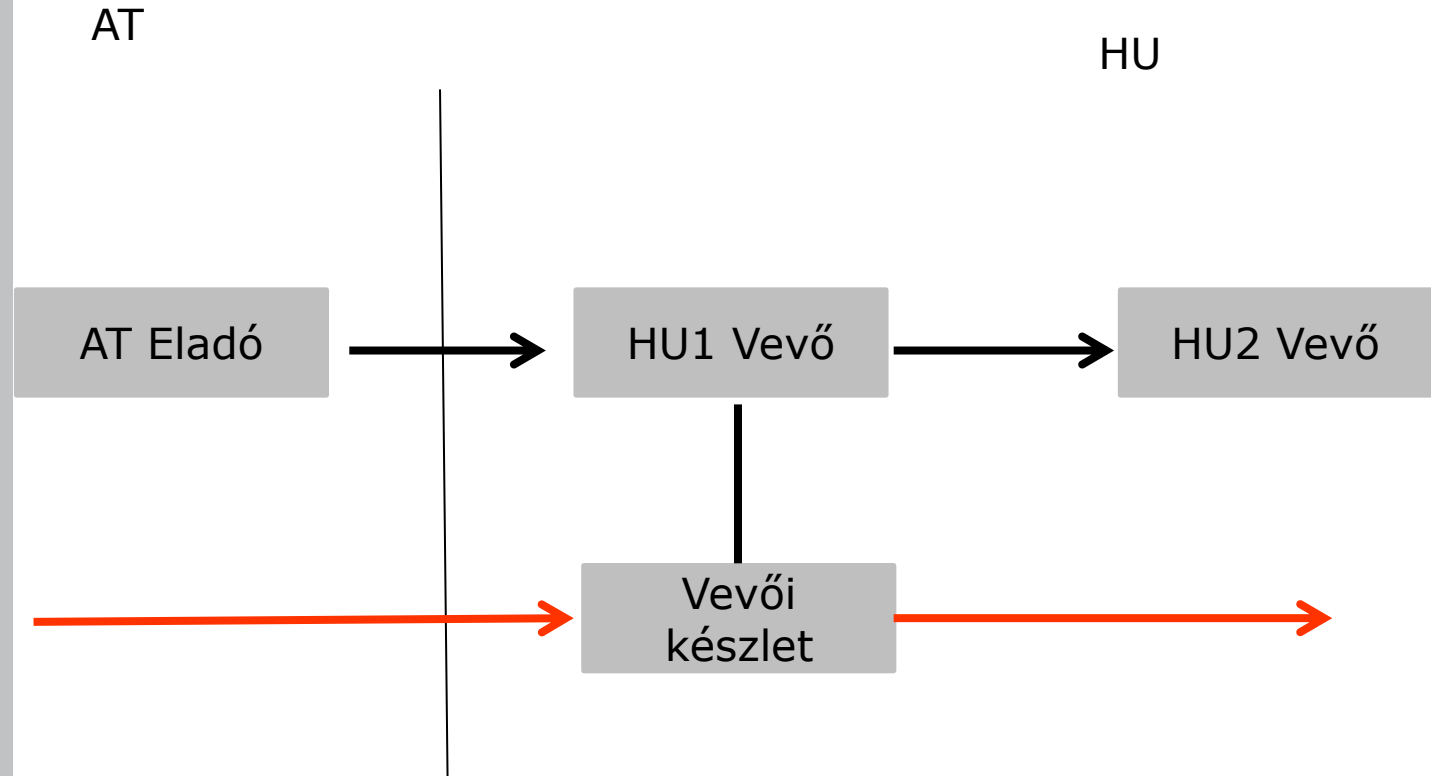 AT
HU
AT Eladó
HU1 Vevő
HU2 Vevő
Vevői
készlet